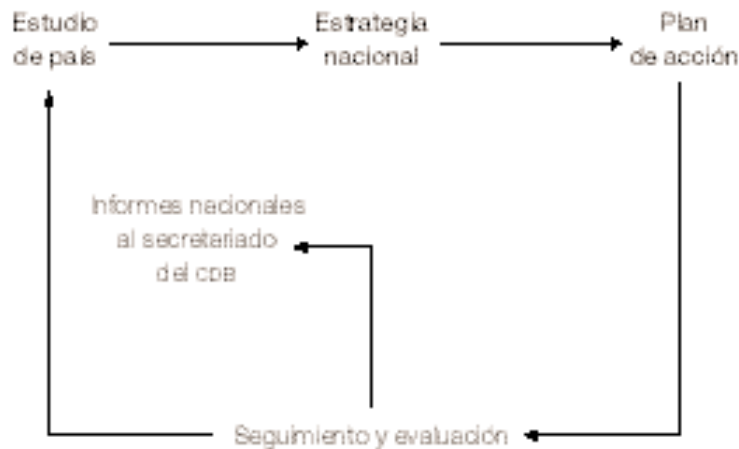 Estudio
de país
Estrategia
nacional
Plan
de acción
Informes nacionales
al secretariado
del CDB
Seguimiento y evaluación